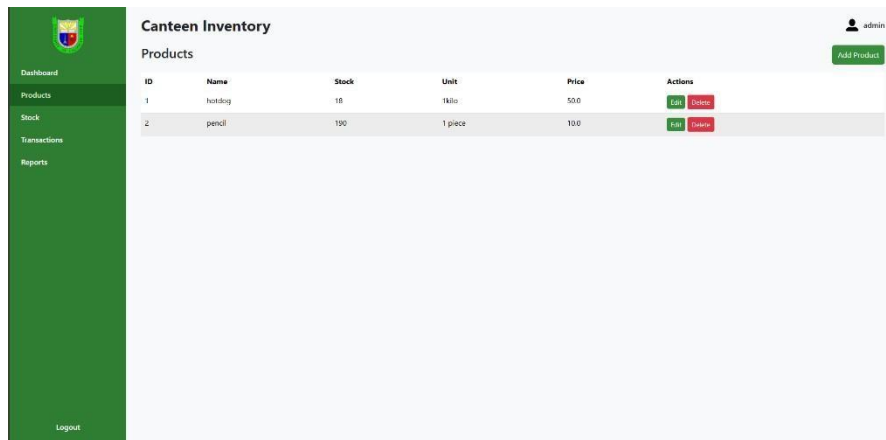 Canteen Inventory
admin
Products
Add Product
Dashboard
Products
Stock
Transactions
Reports
ID Name Stock Unit Price Actions
1 hotdog 18 1kilo 50.0 Edit Delete
2 pencil 190 1 piece 10.0 Edit Delete
Logout